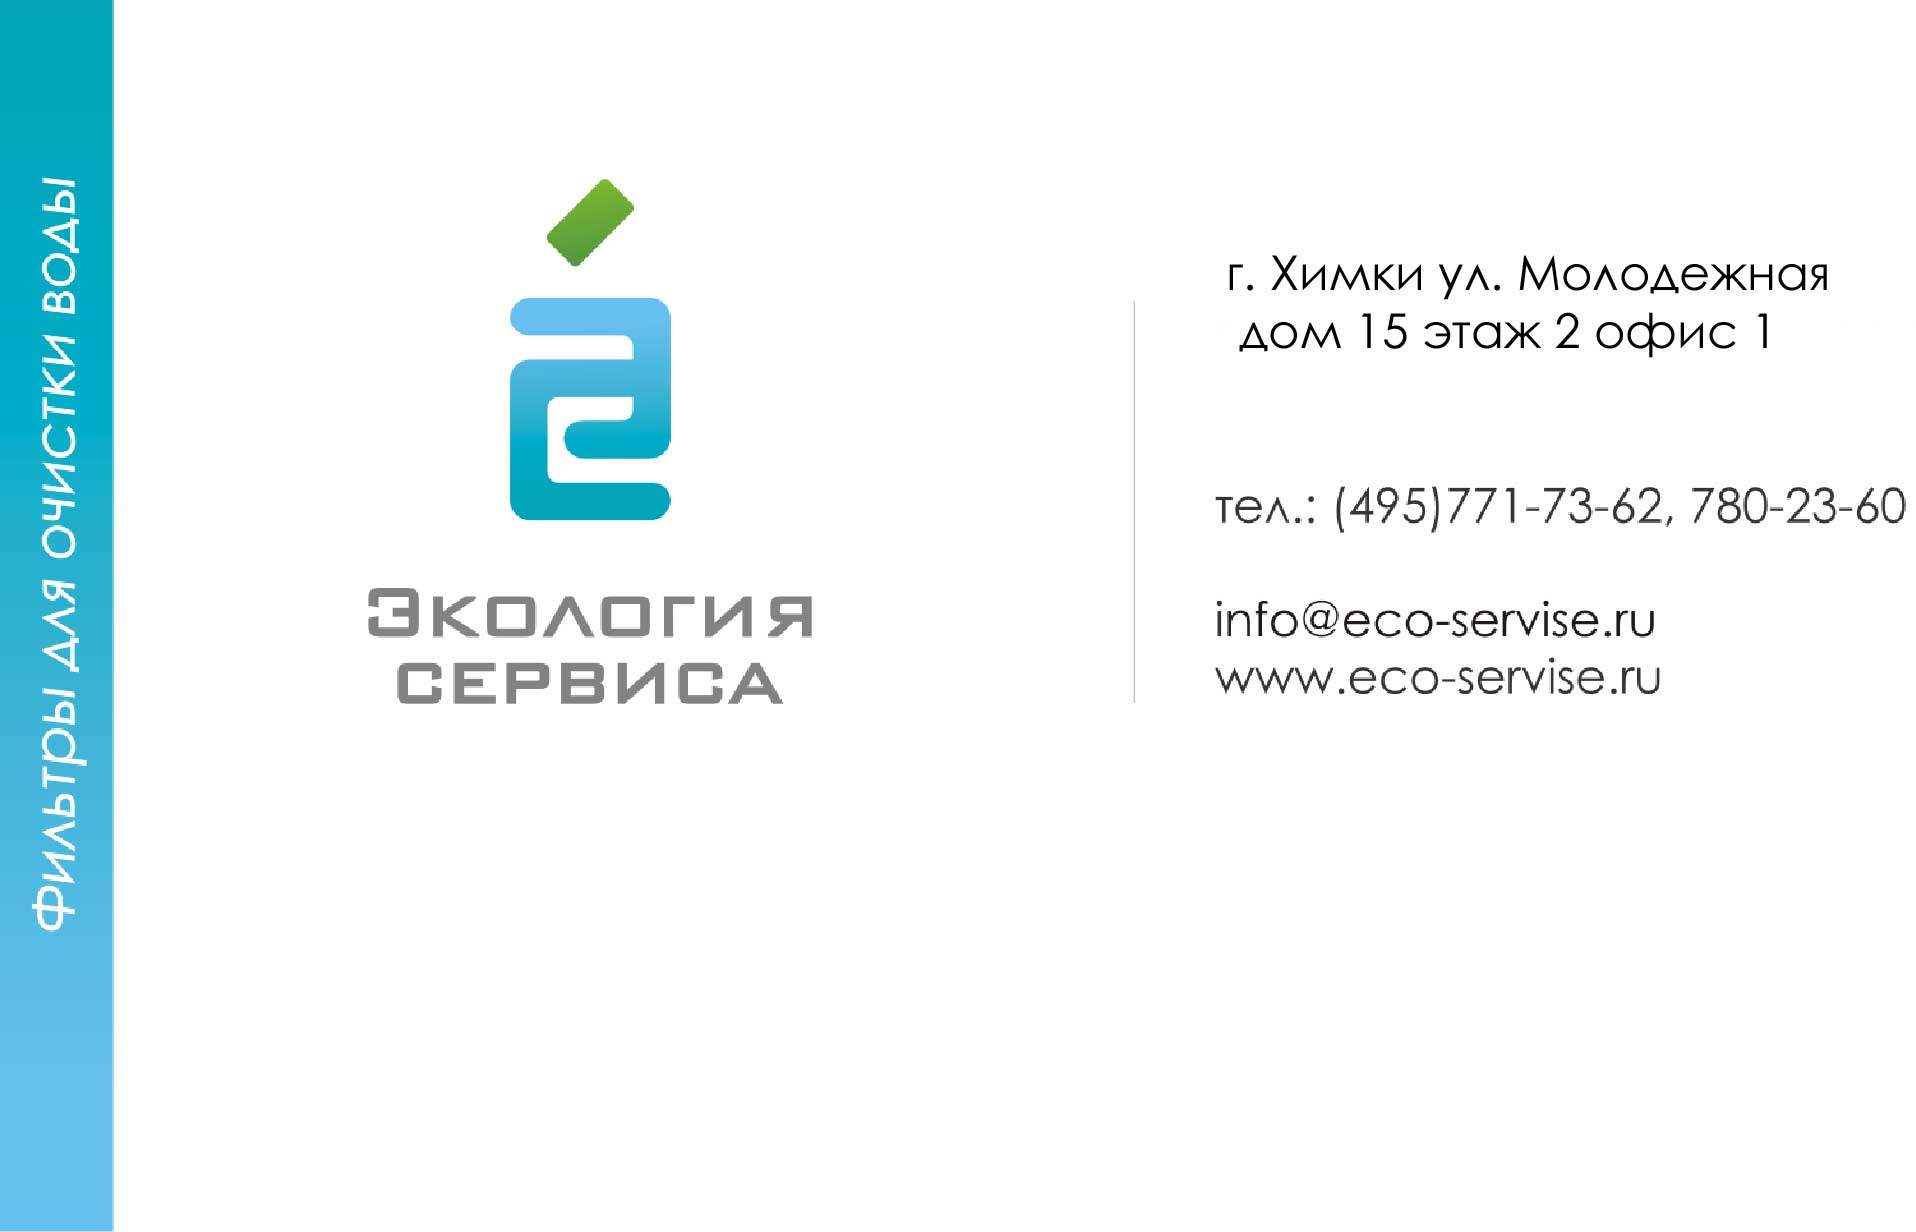 Фильтры для очистки воды
Экология
сервиса
г. Химки ул. Молодежная
дом 15 этаж 2 офис 1
тел.: (495)771-73-62, 780-23-60
info@eco-servise.ru
www.eco-servise.ru